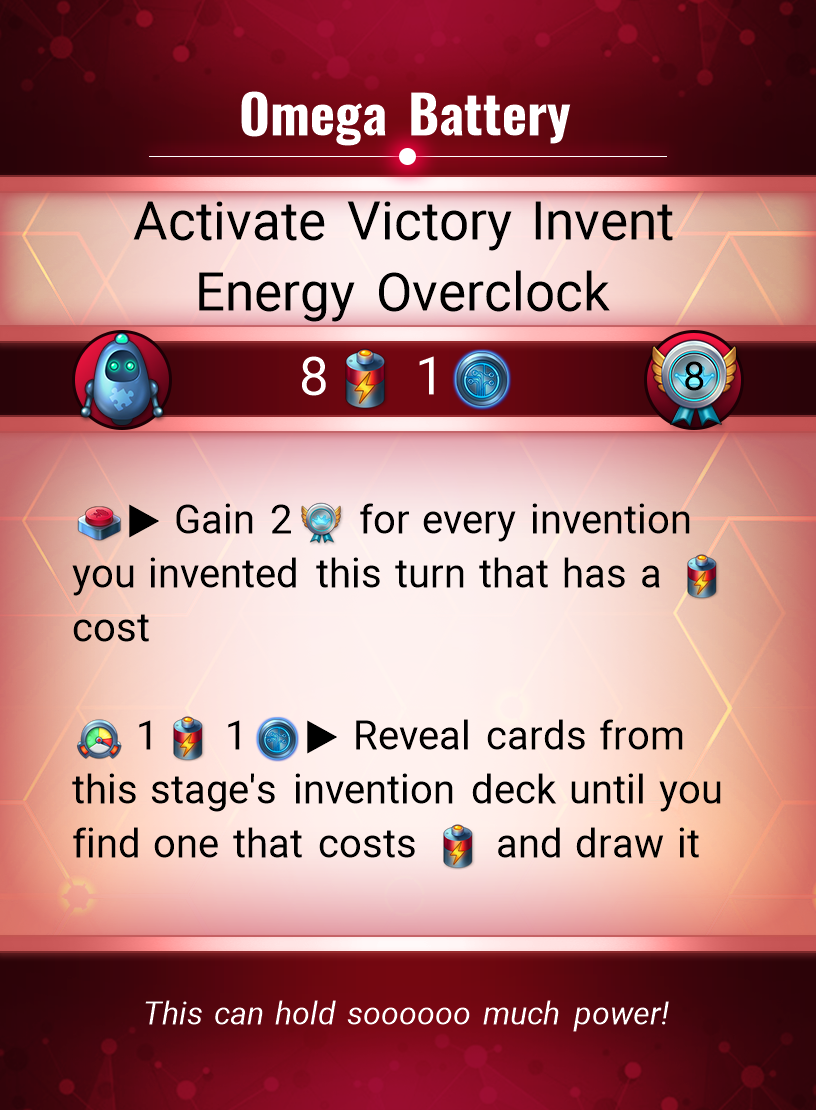 Omega Battery
Activate Victory Invent
Energy Overclock
8 1 8
Gain 2 for every invention
you invented this turn that has a
cost
1 1 Reveal cards from
this stage's invention deck until you
find one that costs and draw it
This can hold soooooo much power!